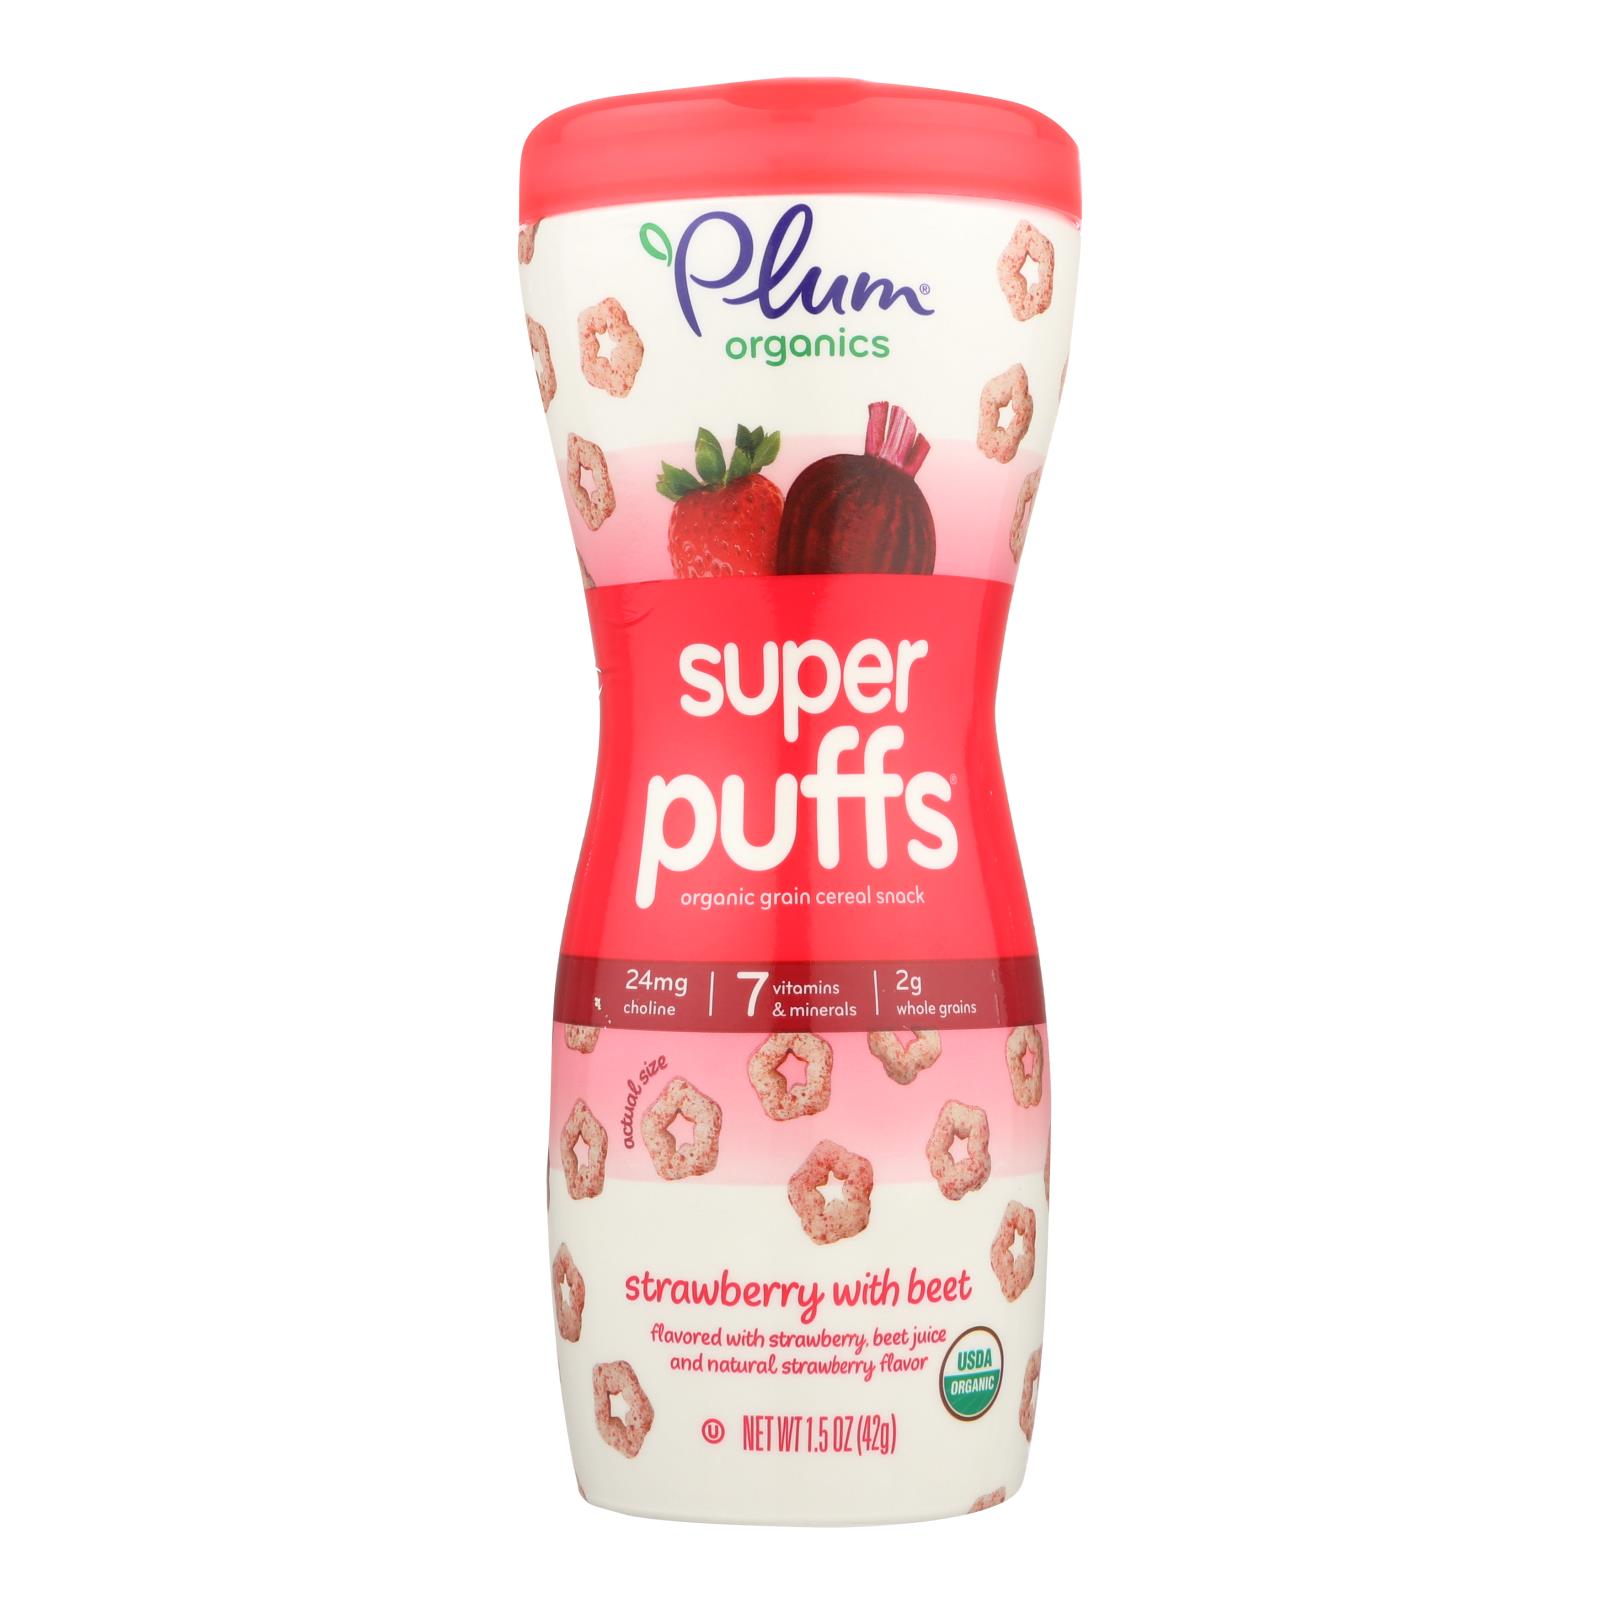 Plum®
organics
super
puffs®
organic grain cereal snack
24mg
choline
7 vitamins
& minerals
2g
whole grains
actual size
strawberry with beet
flavored with strawberry, beet juice
and natural strawberry flavor
USDA
ORGANIC
U NET WT 1.5 OZ (42g)